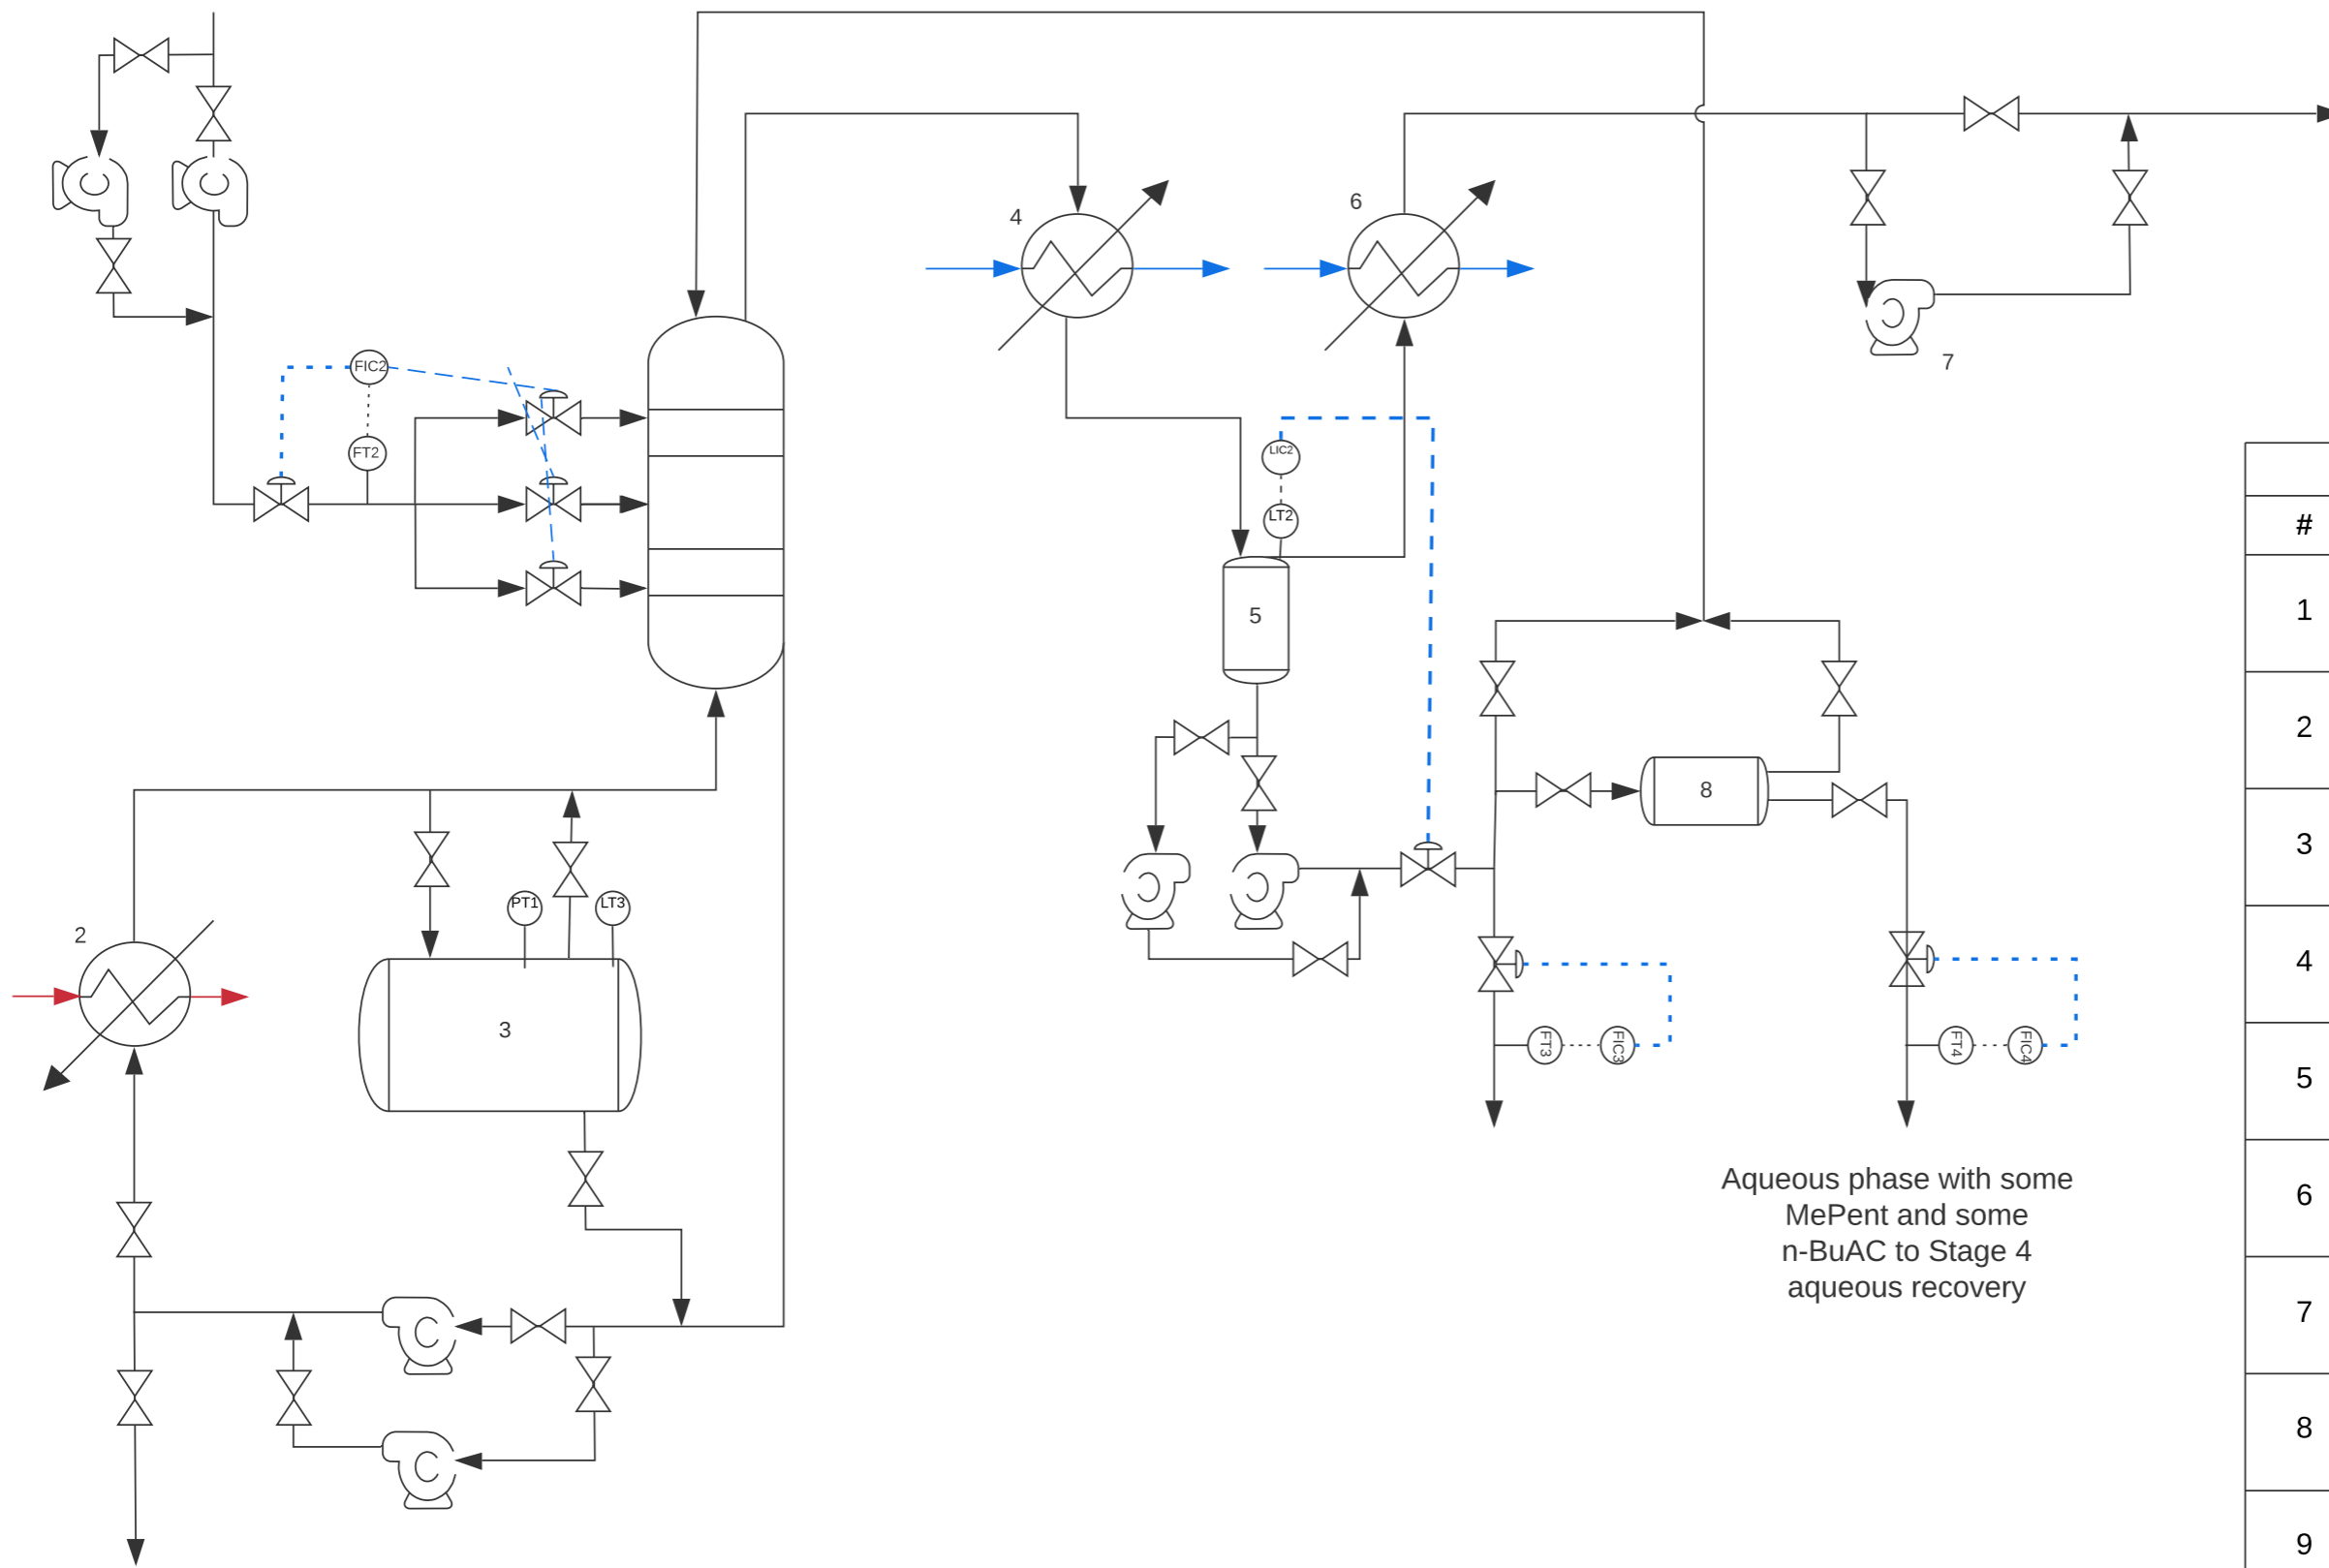 4
6
7
FIC2
FT2
LIC2
LT2
5
8
2
PT1
LT3
3
FT3
FIC3
FT4
FIC4
Aqueous phase with some
MePent and some
n-BuAC to Stage 4
aqueous recovery
#
1
2
3
4
5
6
7
8
9